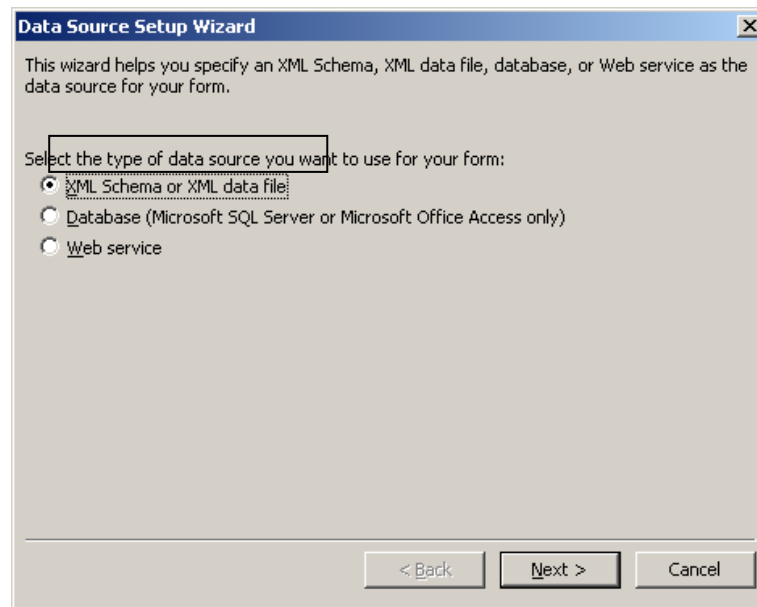 Data Source Setup Wizard
This wizard helps you specify an XML Schema, XML data file, database, or Web service as the
data source for your form.
Select the type of data source you want to use for your form:
XML Schema or XML data file
Database (Microsoft SQL Server or Microsoft Office Access only)
Web service
< Back Next > Cancel